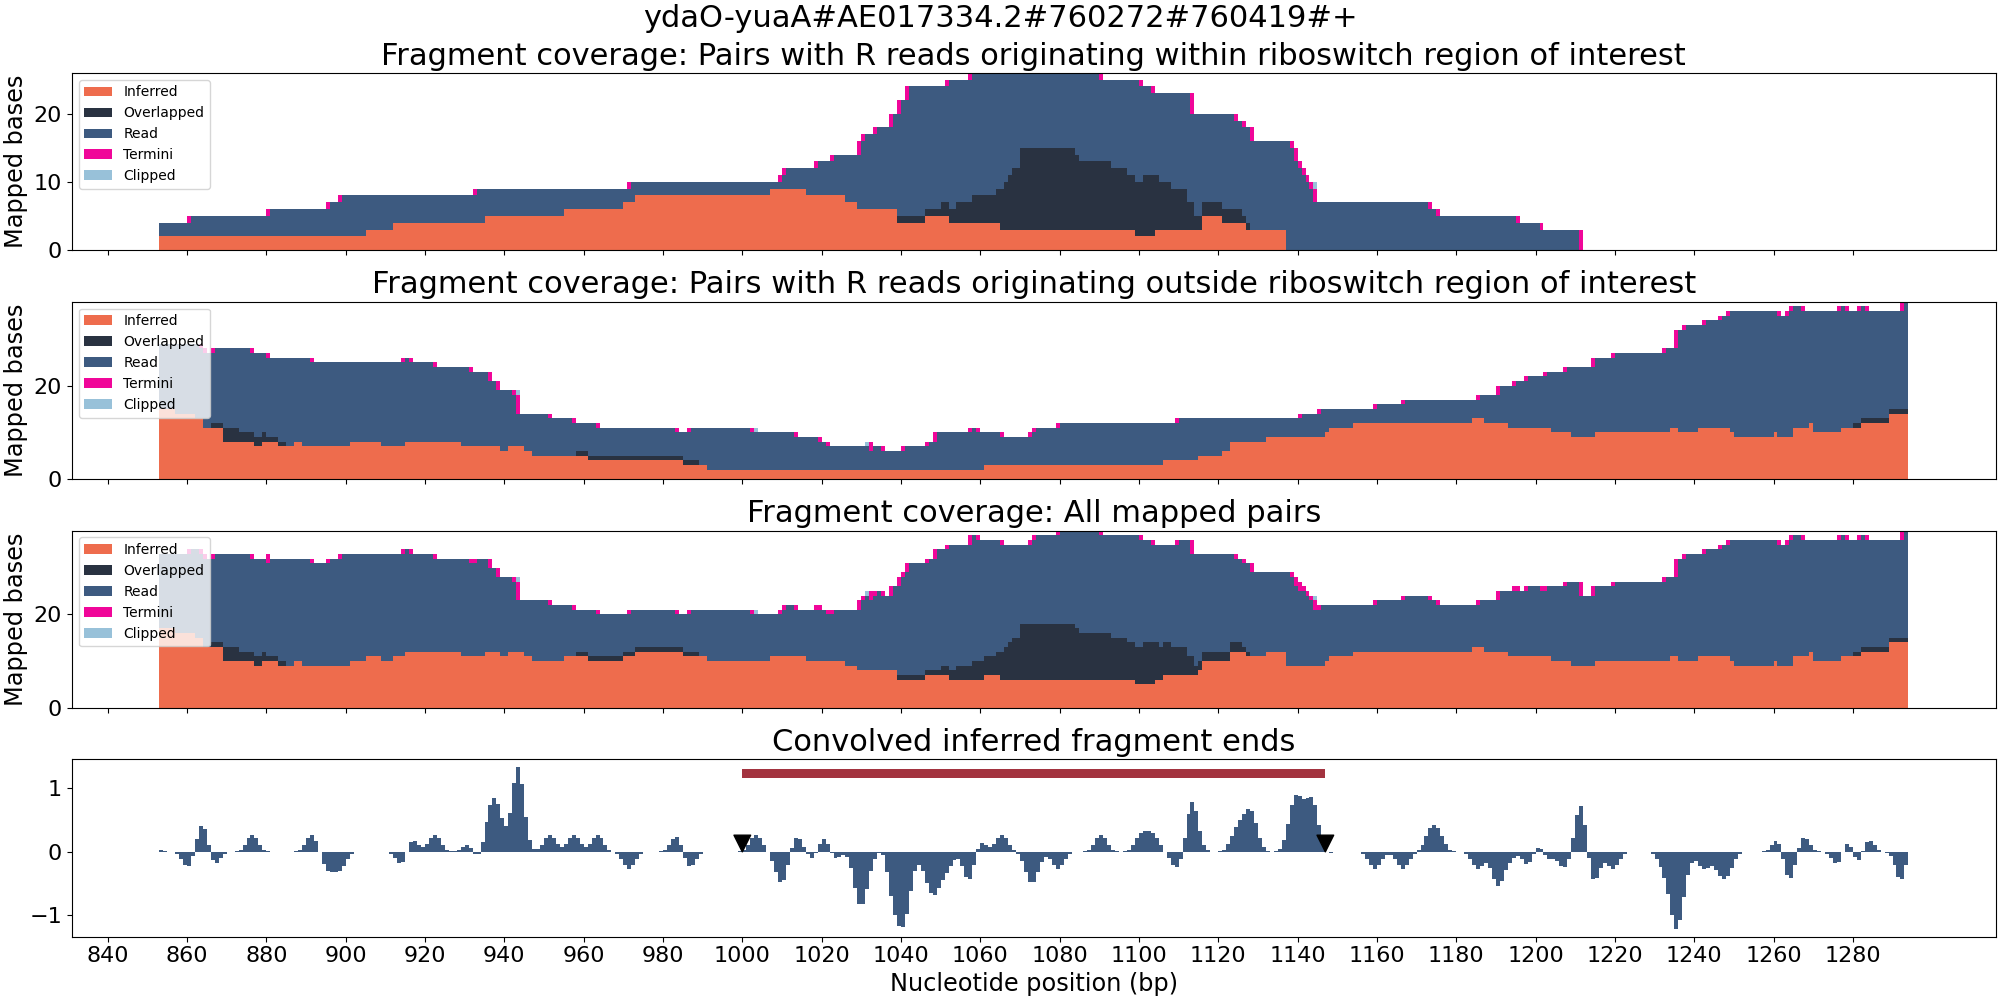 ydaO-yuaA#AE017334.2#760272#760419#+
Fragment coverage: Pairs with R reads originating within riboswitch region of interest
Mapped bases
20
10
0
Inferred
Overlapped
Read
Termini
Clipped
Fragment coverage: Pairs with R reads originating outside riboswitch region of interest
Mapped bases
20
0
Inferred
Overlapped
Read
Termini
Clipped
Fragment coverage: All mapped pairs
Mapped bases
20
0
Inferred
Overlapped
Read
Termini
Clipped
Convolved inferred fragment ends
1
0
−1
840 860 880 900 920 940 960 980 1000 1020 1040 1060 1080 1100 1120 1140 1160 1180 1200 1220 1240 1260 1280
Nucleotide position (bp)